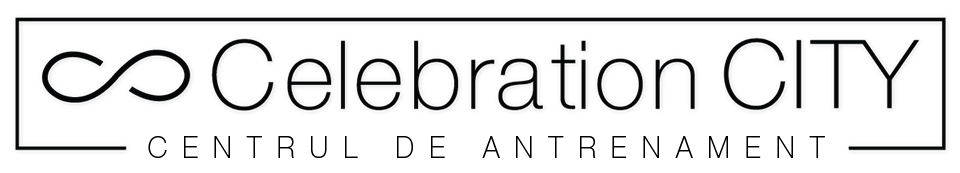 Celebration CITY
CENTRUL DE ANTRENAMENT